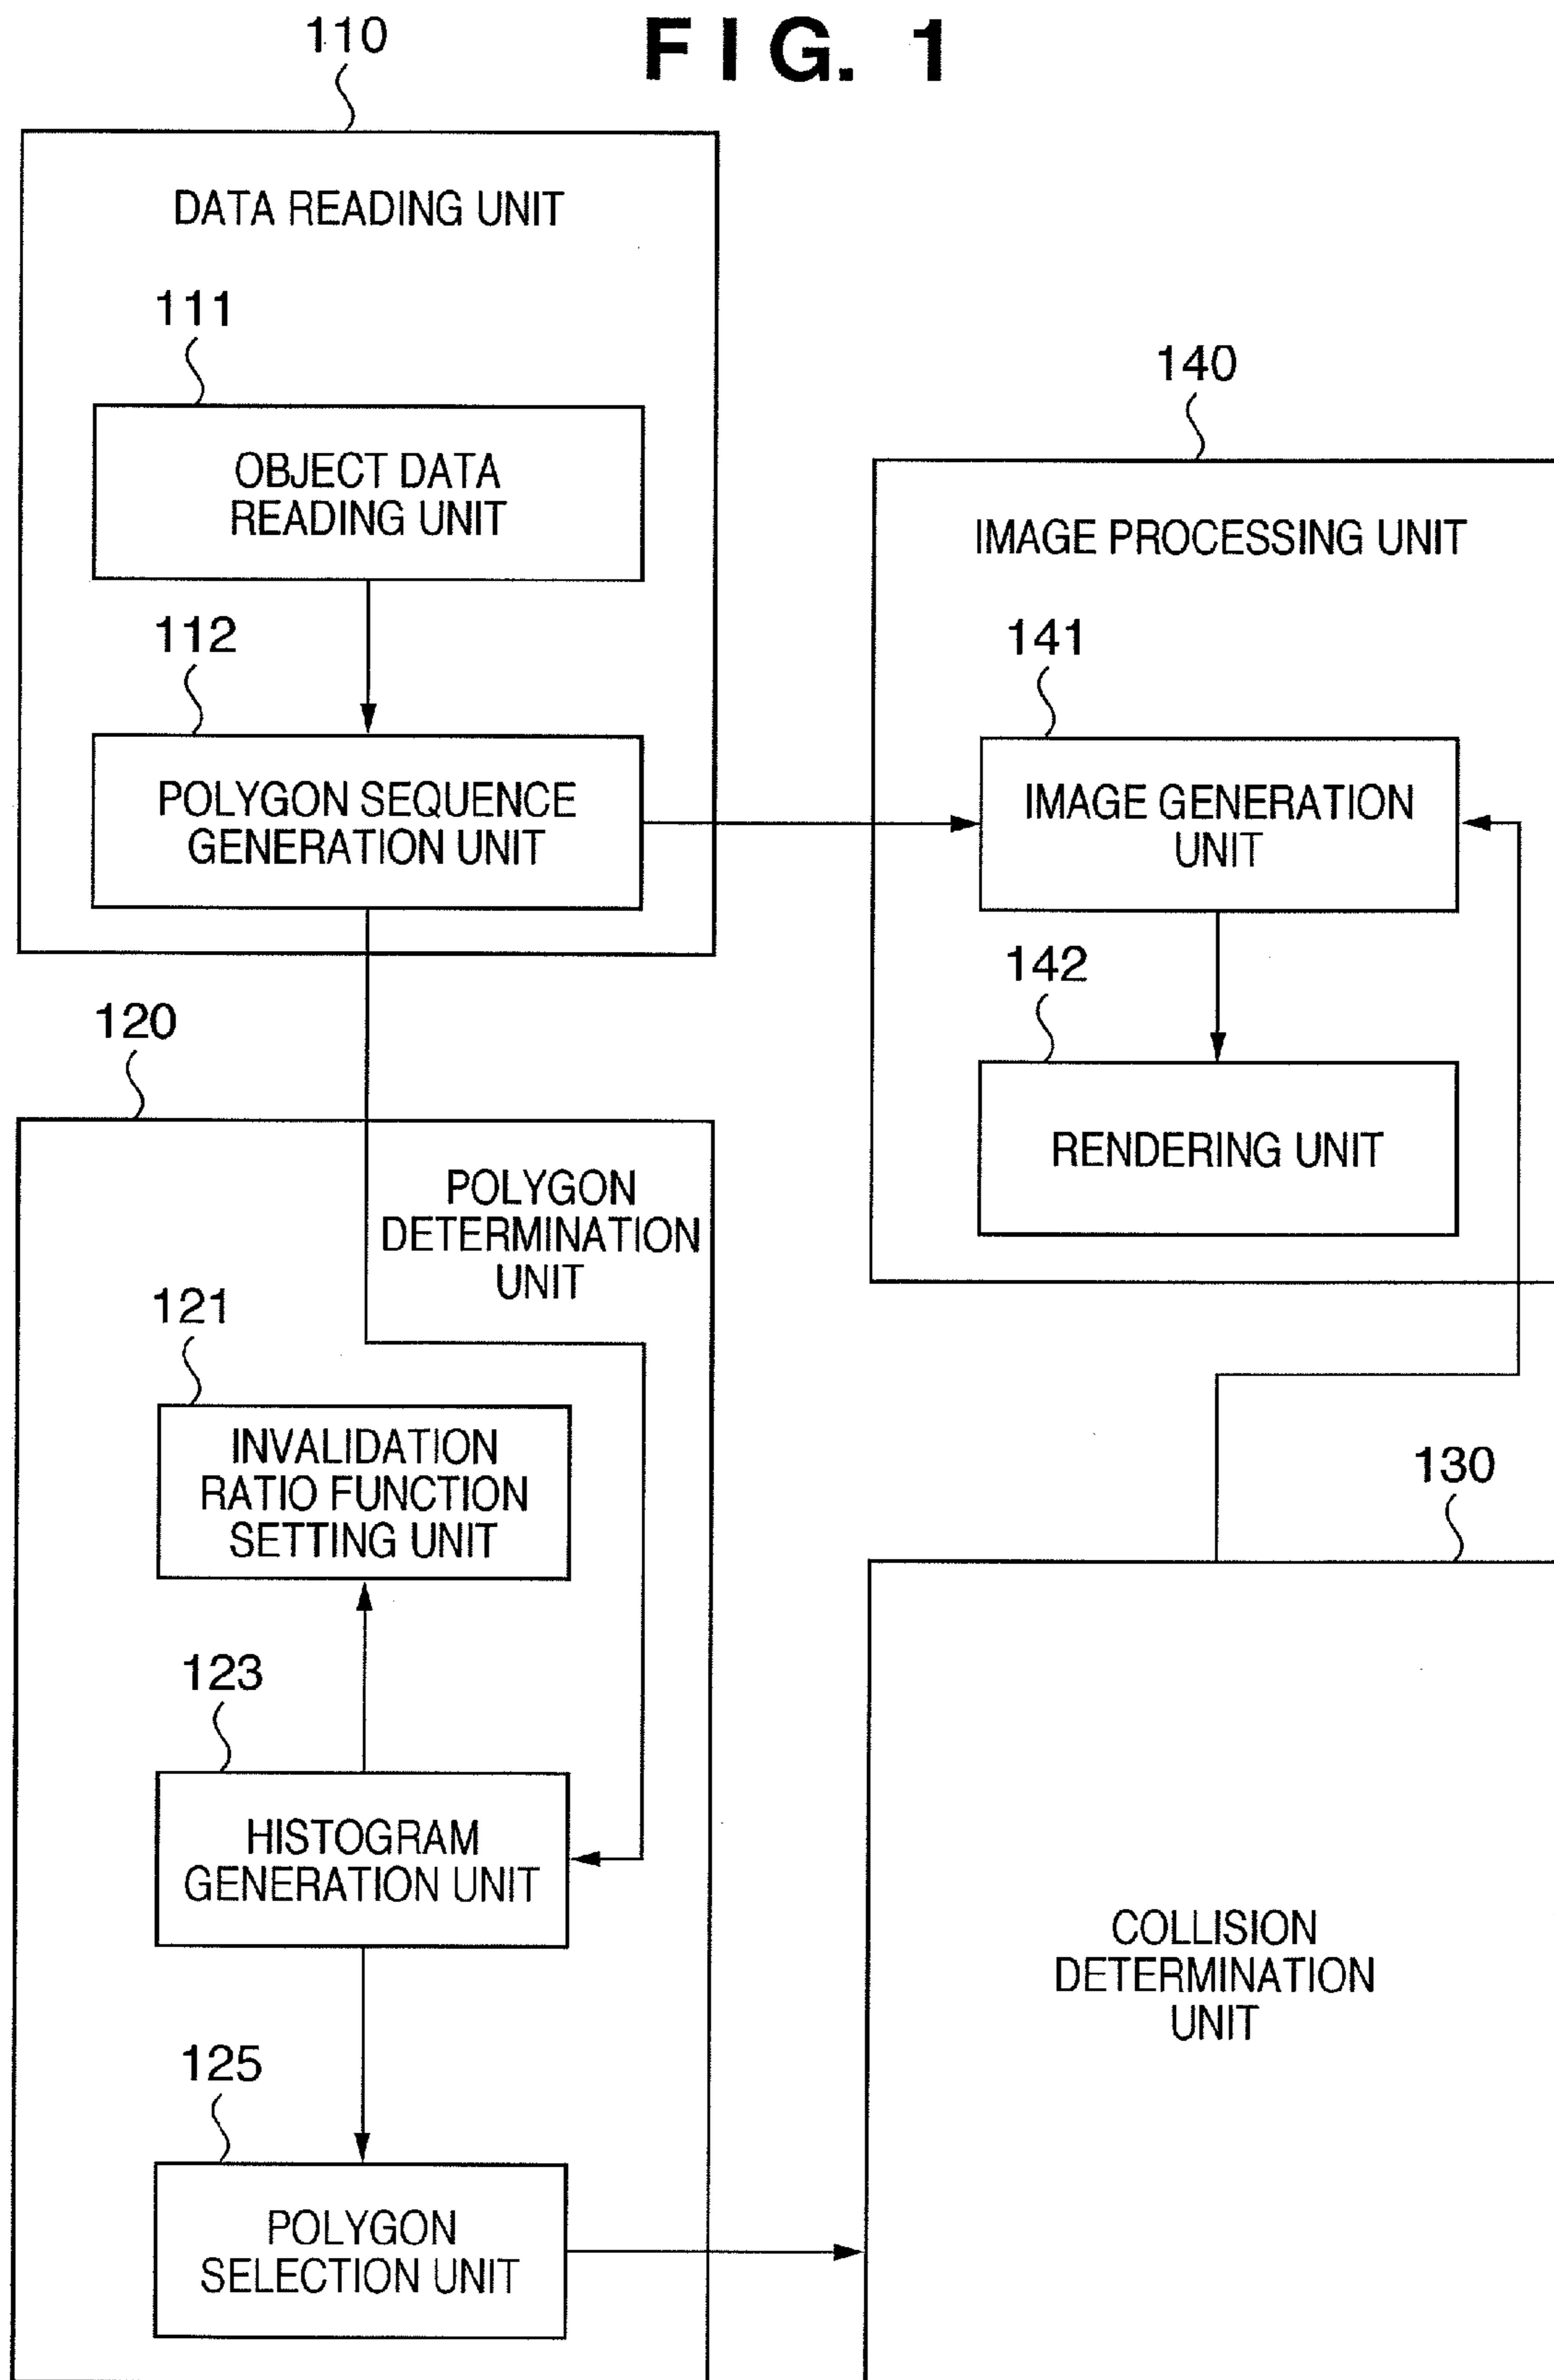 FIG. 1
110
DATA READING UNIT
111
OBJECT DATA
READING UNIT
112
POLYGON SEQUENCE
GENERATION UNIT
140
IMAGE PROCESSING UNIT
141
IMAGE GENERATION
UNIT
142
RENDERING UNIT
120
POLYGON
DETERMINATION
UNIT
121
INVALIDATION
RATIO FUNCTION
SETTING UNIT
123
HISTOGRAM
GENERATION UNIT
125
POLYGON
SELECTION UNIT
130
COLLISION
DETERMINATION
UNIT